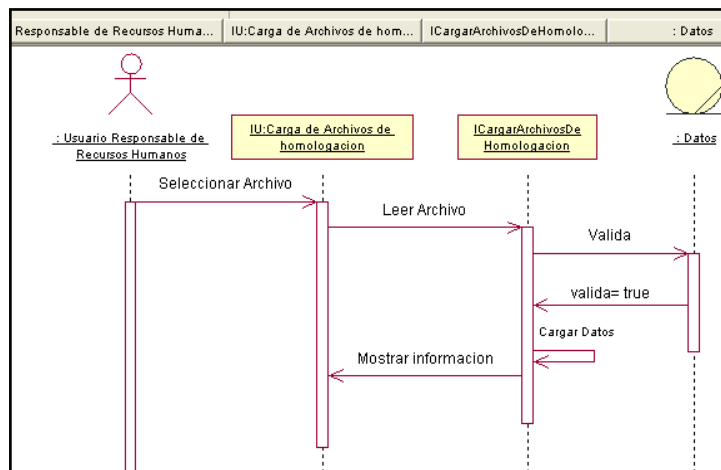 Responsable de Recursos Huma...
IU:Carga de Archivos de hom...
ICargarArchivosDeHomolo...
: Datos
: Usuario Responsable de
Recursos Humanos
IU:Carga de Archivos de
homologacion
ICargarArchivosDe
Homologacion
: Datos
Seleccionar Archivo
Leer Archivo
Valida
valida= true
Cargar Datos
Mostrar informacion